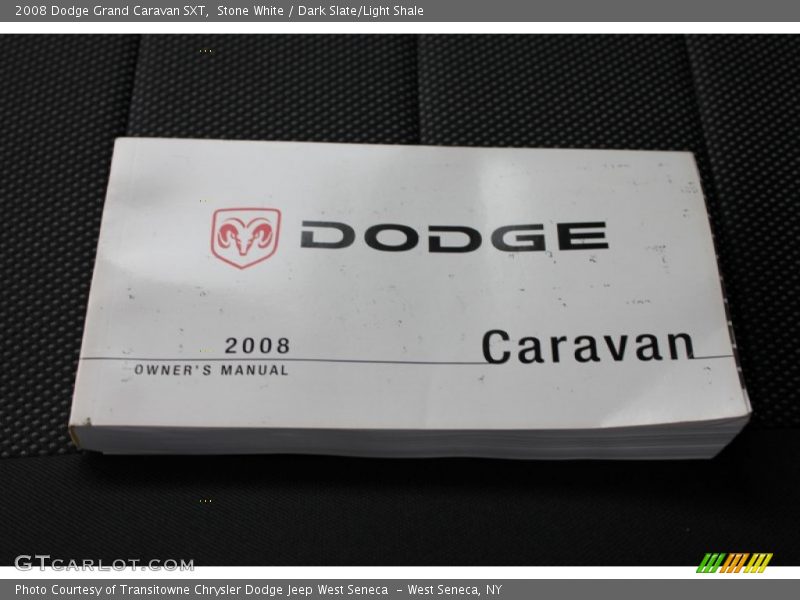 2008 Dodge Grand Caravan SXT,  Stone White / Dark Slate/Light Shale
DODGE
2008
Caravan
OWNER'S MANUAL
GTCARLOT.COM
Photo Courtesy of Transitowne Chrysler Dodge Jeep West Seneca  - West Seneca, NY